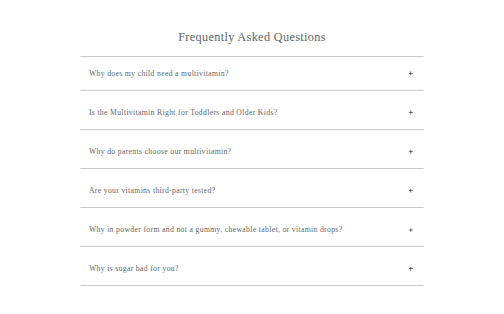 Frequently Asked Questions
Why does my child need a multivitamin? +
Is the Multivitamin Right for Toddlers and Older Kids? +
Why do parents choose our multivitamin? +
Are your vitamins third-party tested? +
Why in powder form and not a gummy, chewable tablet, or vitamin drops? +
Why is sugar bad for you? +